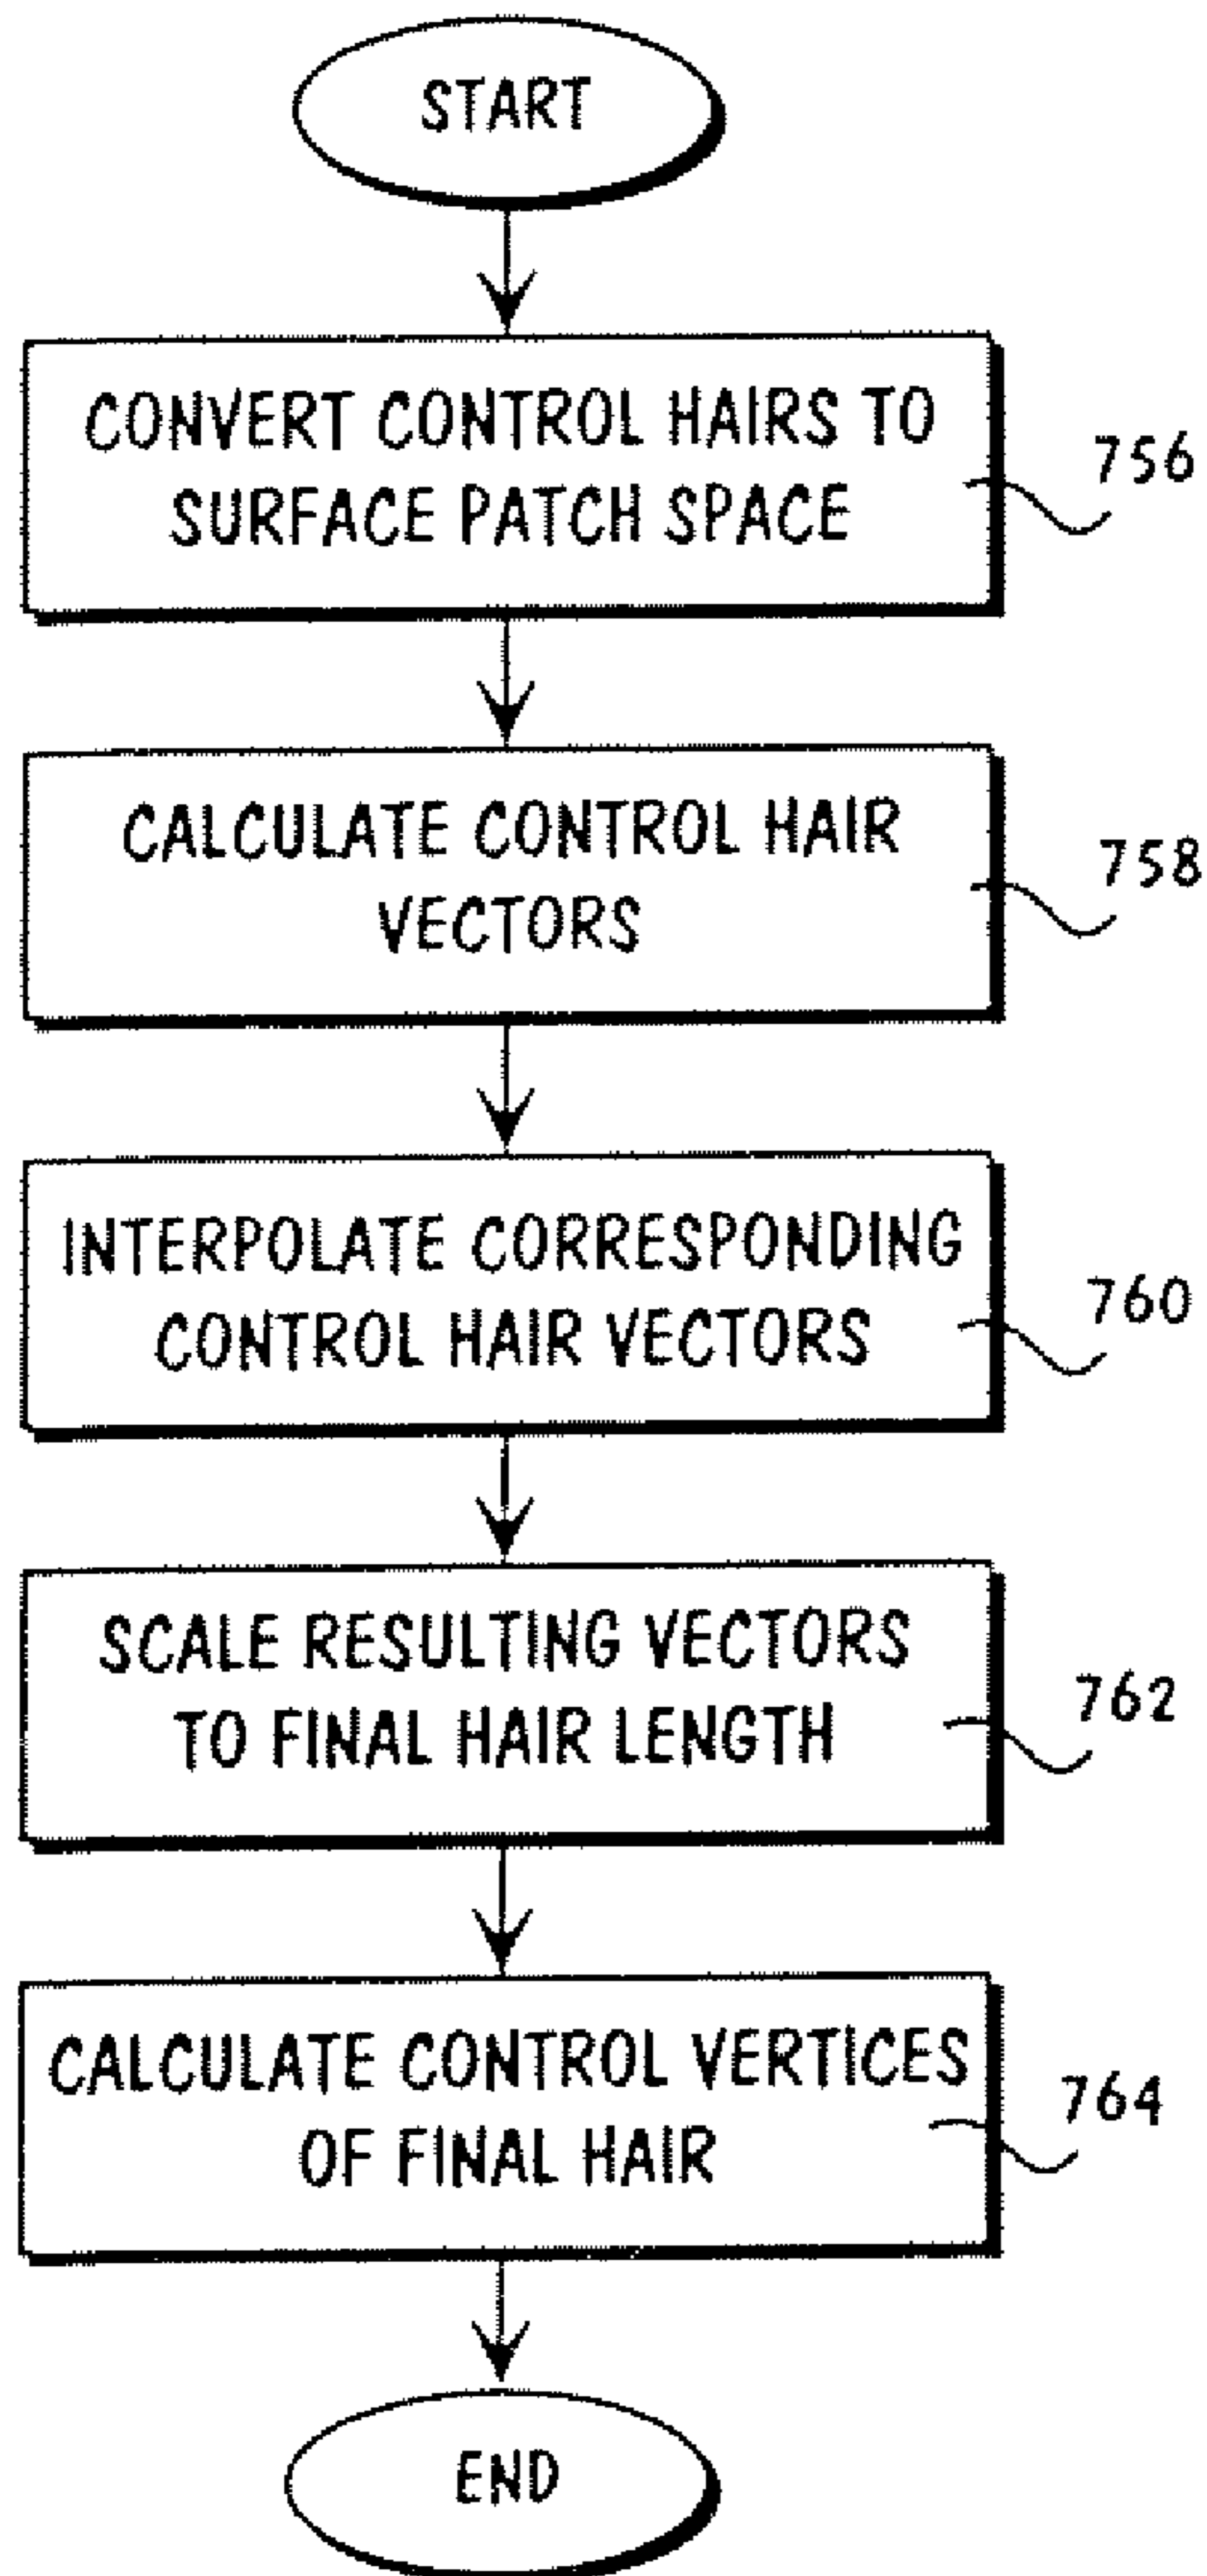 START
CONVERT CONTROL HAIRS TO
SURFACE PATCH SPACE
756
CALCULATE CONTROL HAIR
VECTORS
758
INTERPOLATE CORRESPONDING
CONTROL HAIR VECTORS
760
SCALE RESULTING VECTORS
TO FINAL HAIR LENGTH
762
CALCULATE CONTROL VERTICES
OF FINAL HAIR
764
END